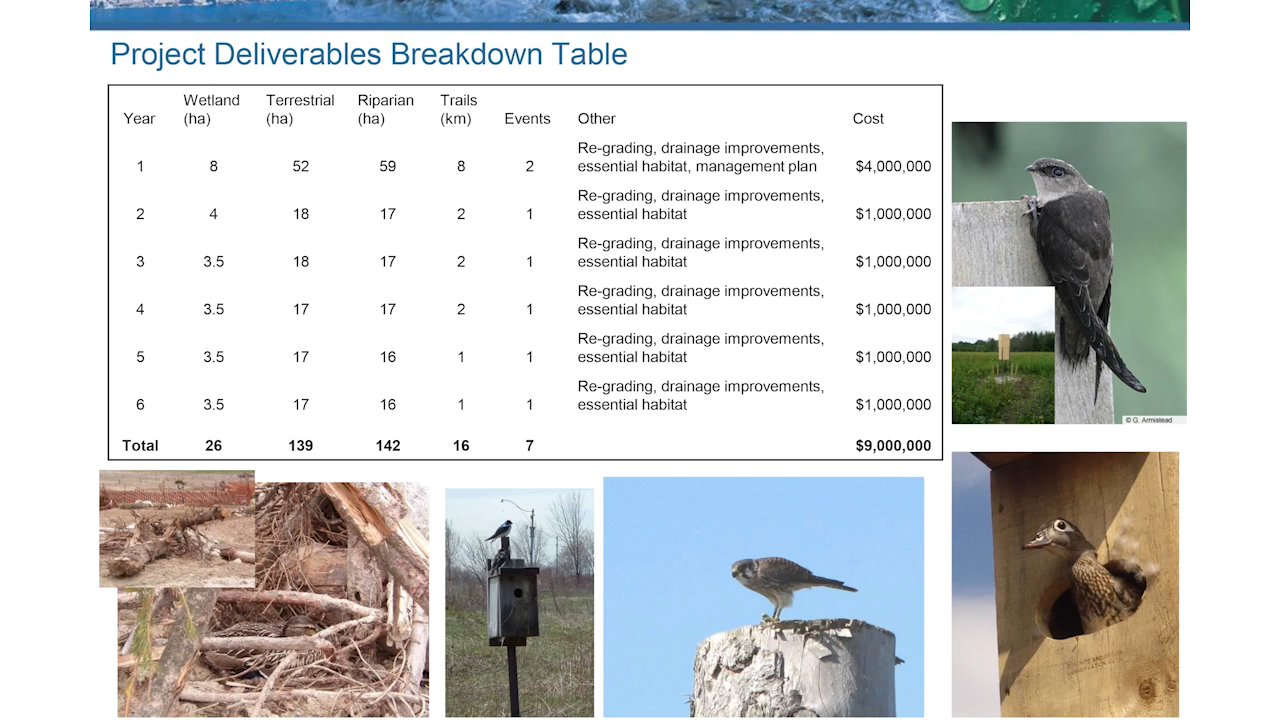 Project Deliverables Breakdown Table
Year Wetland (ha) Terrestrial (ha) Riparian (ha) Trails (km) Events Other Cost
1 8 52 59 8 2 Re-grading, drainage improvements, essential habitat, management plan $4,000,000
2 4 18 17 2 1 Re-grading, drainage improvements, essential habitat $1,000,000
3 3.5 18 17 2 1 Re-grading, drainage improvements, essential habitat $1,000,000
4 3.5 17 17 2 1 Re-grading, drainage improvements, essential habitat $1,000,000
5 3.5 17 16 1 1 Re-grading, drainage improvements, essential habitat $1,000,000
6 3.5 17 16 1 1 Re-grading, drainage improvements, essential habitat $1,000,000
Total 26 139 142 16 7 $9,000,000
© G. Armistead